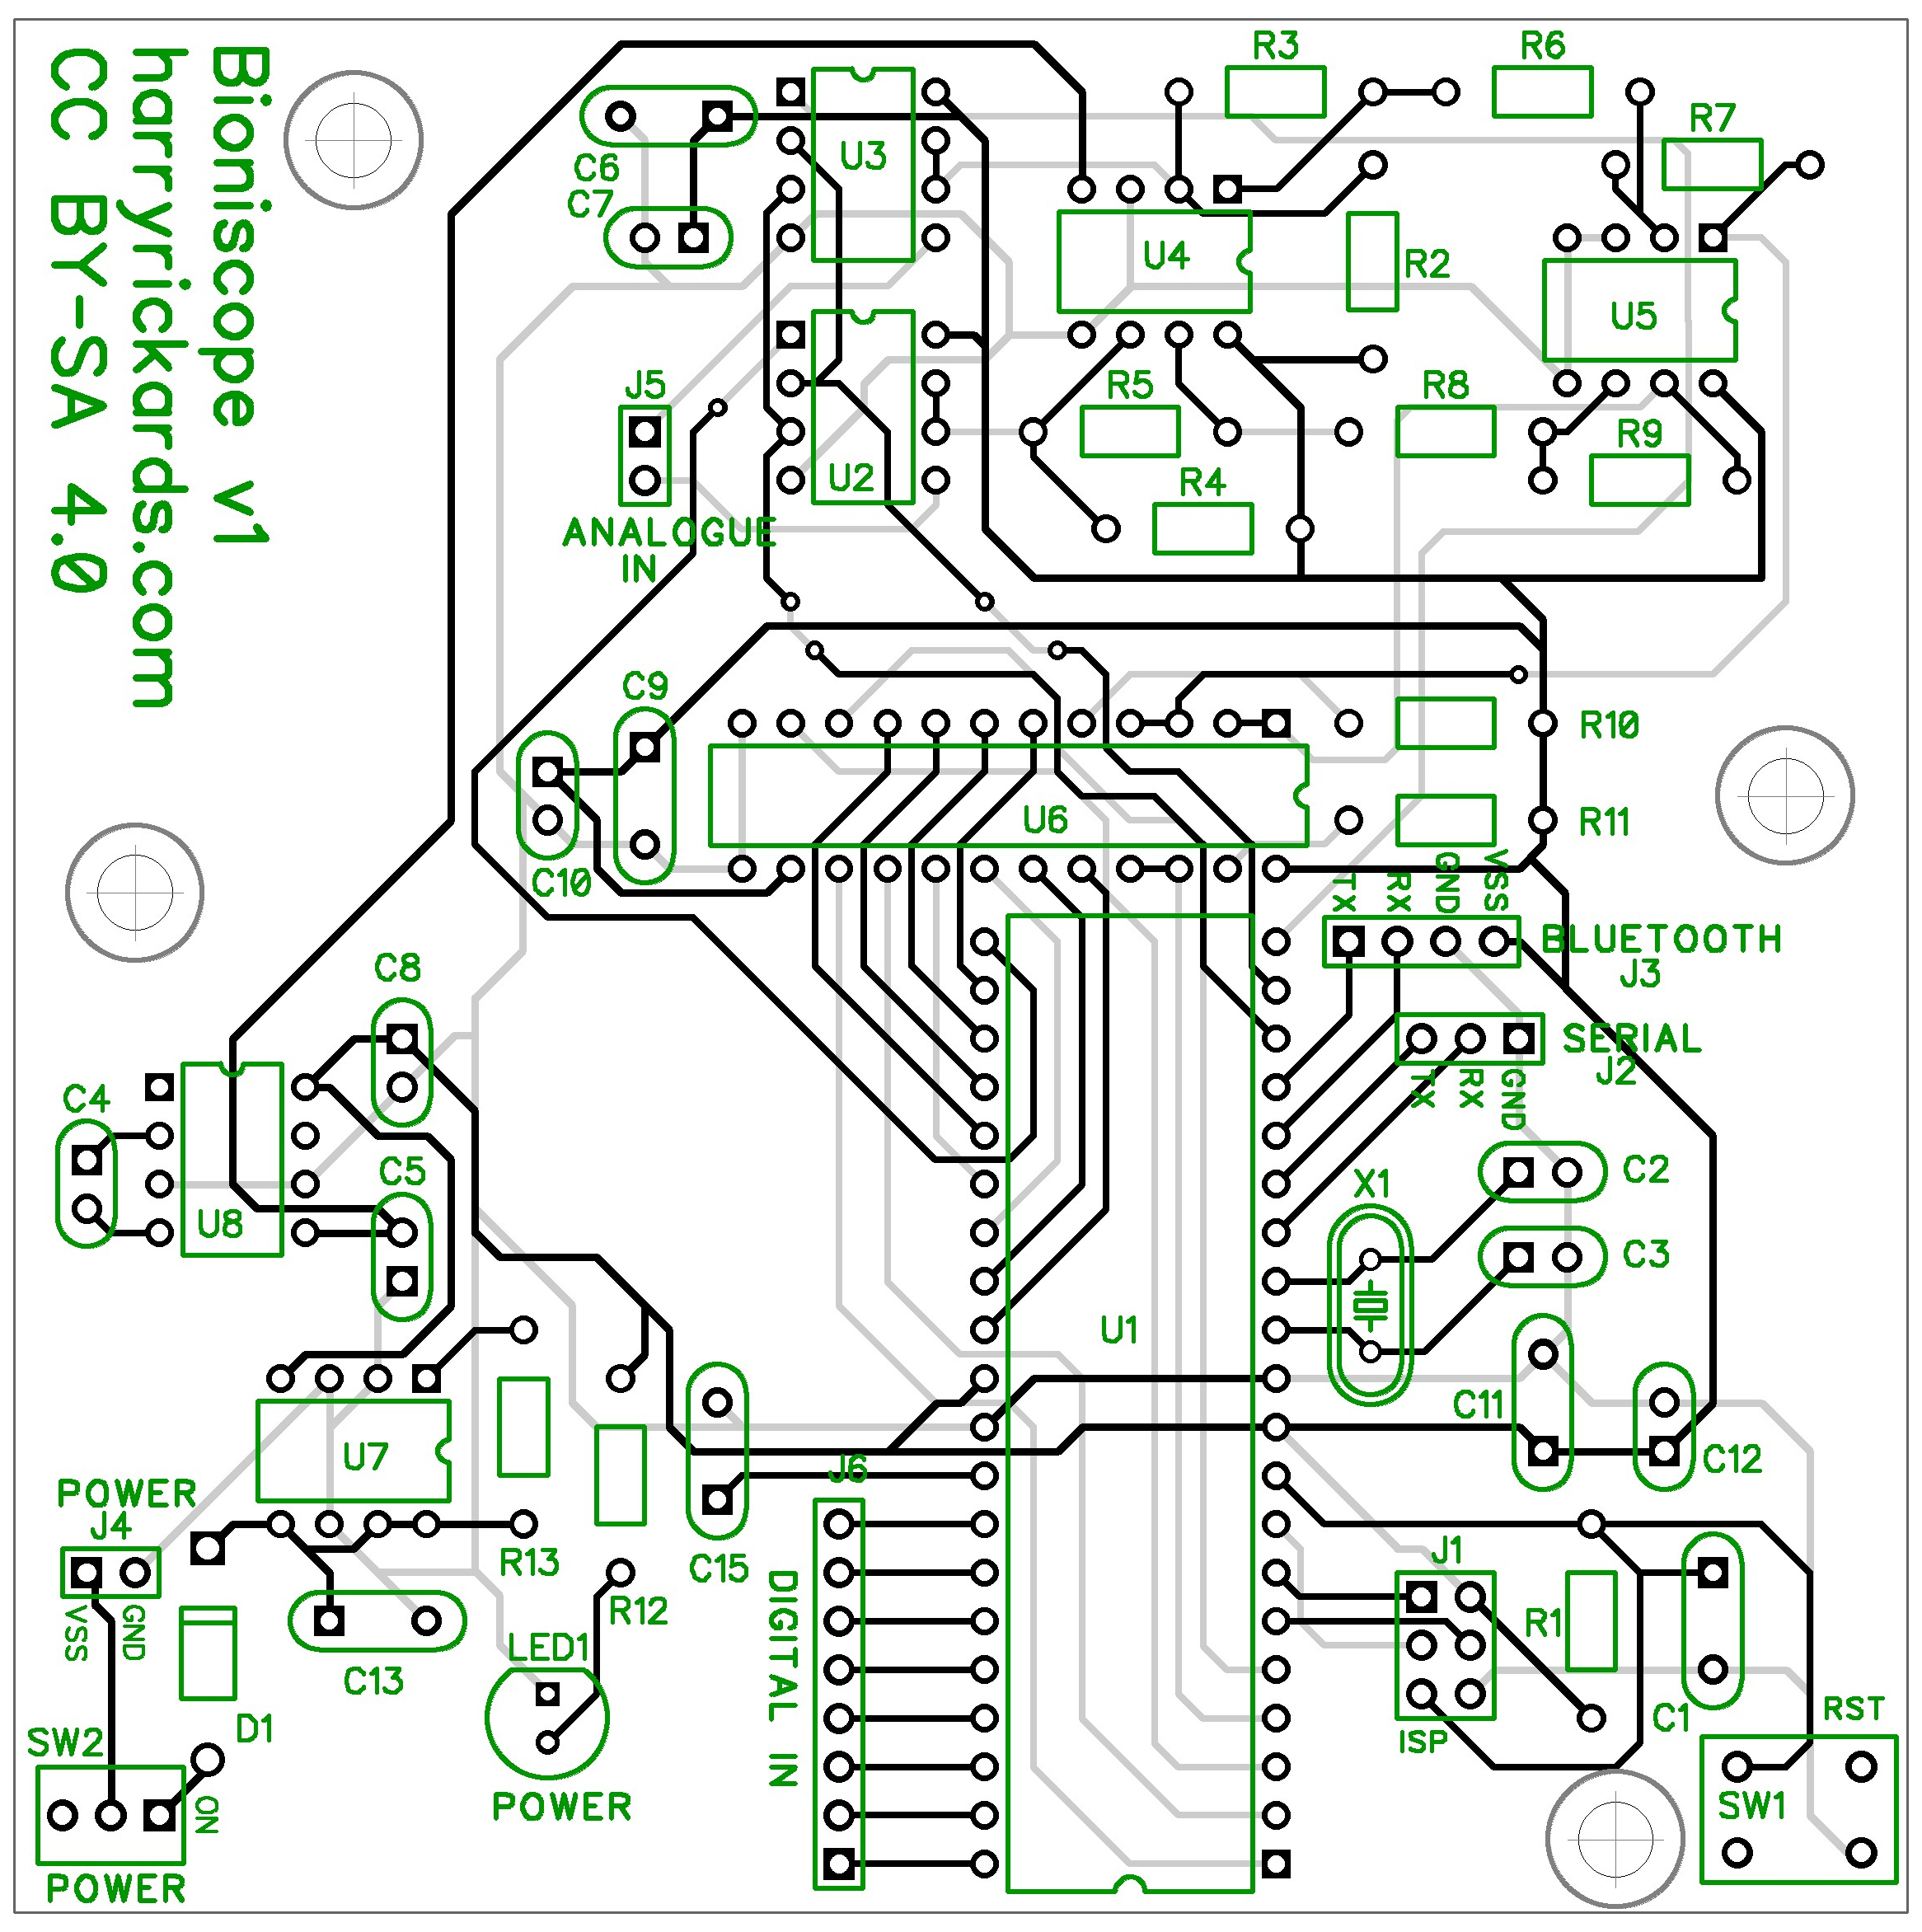 Bioniscope v1
harryrickards.com
CC BY-SA 4.0
R3
R6
R7
C6
U3
C7
U4
R2
U5
J5
R5
R8
R9
U2
R4
ANALOGUE
IN
C9
R10
U6
R11
C10
TX
RX
GND
VSS
BLUETOOTH
J3
C8
SERIAL
J2
TX
RX
GND
C4
C5
X1
C2
U8
C3
U1
C11
C12
U7
J6
POWER
J4
R13
C15
J1
R12
R1
VSS
GND
LED1
DIGITAL IN
C13
D1
C1
RST
SW2
ISP
ON
POWER
SW1
POWER